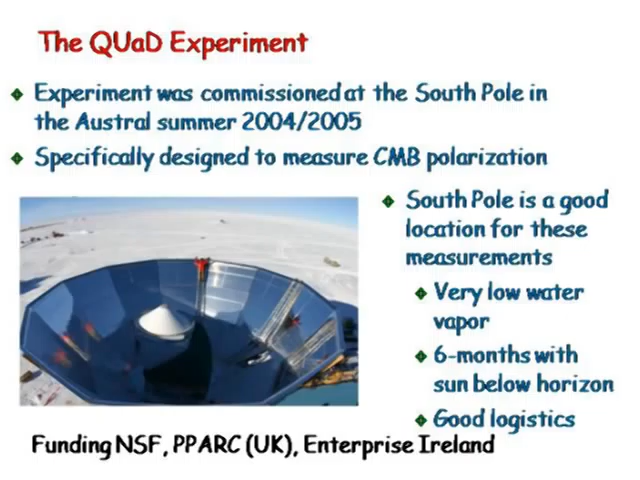 The QUaD Experiment
Experiment was commissioned at the South Pole in
the Austral summer 2004/2005
Specifically designed to measure CMB polarization
South Pole is a good
location for these
measurements
Very low water
vapor
6-months with
sun below horizon
Good logistics
Funding NSF, PPARC (UK), Enterprise Ireland